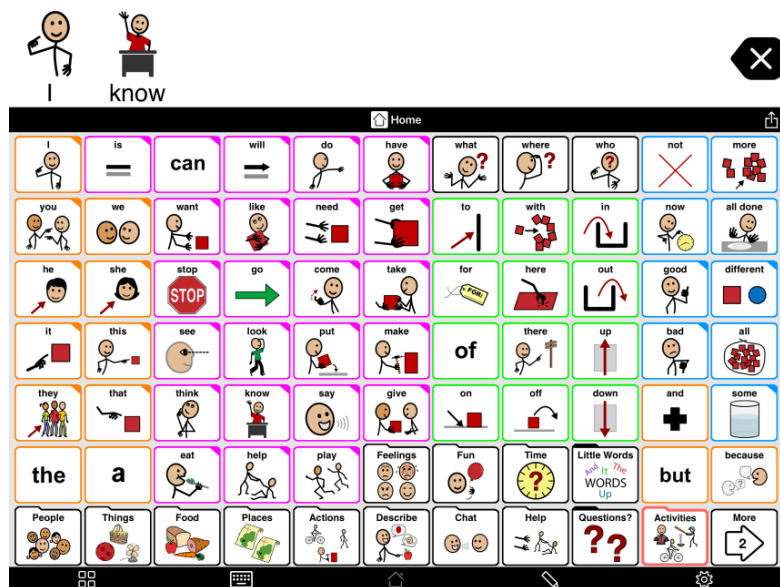 I know
Home
I is can will do have what where who not more
you we want like need get to with in now all done
he she stop go come take for here out good different
STOP FOR:
it this see look put make of there up bad all
they that think know say give on off down and some
the a eat help play Feelings Fun Time Little Words but because
And It The
WORDS
Up
People Things Food Places Actions Describe Chat Help Questions? Activities More
2